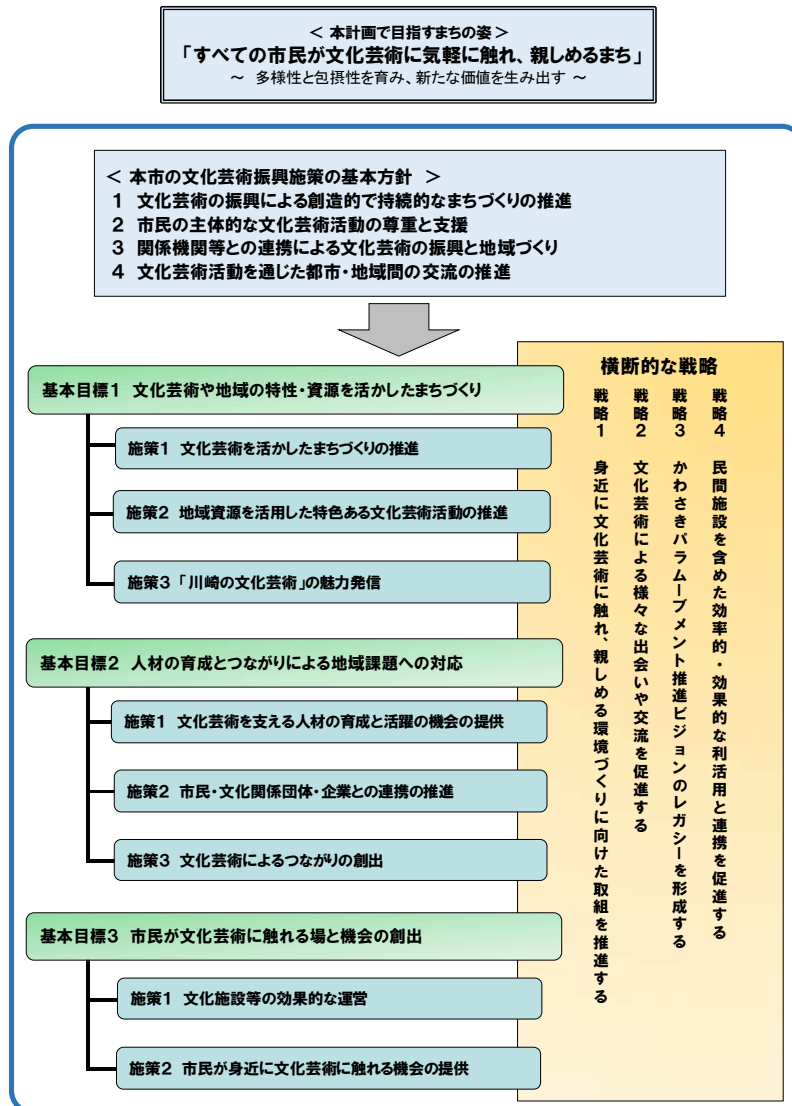 ＜ 本計画で目指すまちの姿＞
「すべての市民が文化芸術に気軽に触れ、親しめるまち」
～ 多様性と包摂性を育み、新たな価値を生み出す ～
＜ 本市の文化芸術振興施策の基本方針 ＞
1 文化芸術の振興による創造的で持続的なまちづくりの推進
2 市民の主体的な文化芸術活動の尊重と支援
3 関係機関等との連携による文化芸術の振興と地域づくり
4 文化芸術活動を通じた都市・地域間の交流の推進
基本目標1 文化芸術や地域の特性・資源を活かしたまちづくり
施策1 文化芸術を活かしたまちづくりの推進
施策2 地域資源を活用した特色ある文化芸術活動の推進
施策3 「川崎の文化芸術」の魅力発信
基本目標2 人材の育成とつながりによる地域課題への対応
施策1 文化芸術を支える人材の育成と活躍の機会の提供
施策2 市民・文化関係団体・企業との連携の推進
施策3 文化芸術によるつながりの創出
基本目標3 市民が文化芸術に触れる場と機会の創出
施策1 文化施設等の効果的な運営
施策2 市民が身近に文化芸術に触れる機会の提供
横断的な戦略
戦略1 身近に文化芸術に触れ、親しめる環境づくりに向けた取組を推進する
戦略2 文化芸術による様々な出会いや交流を促進する
戦略3 かわさきパラムーブメント推進ビジョンのレガシーを形成する
戦略4 民間施設を含めた効率的・効果的な利活用と連携を促進する